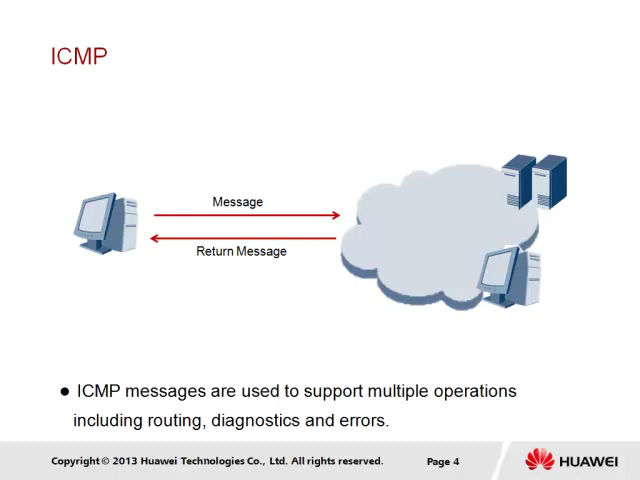 ICMP
Message
Return Message
● ICMP messages are used to support multiple operations
including routing, diagnostics and errors.
Copyright © 2013 Huawei Technologies Co., Ltd. All rights reserved.
Page 4
HUAWEI